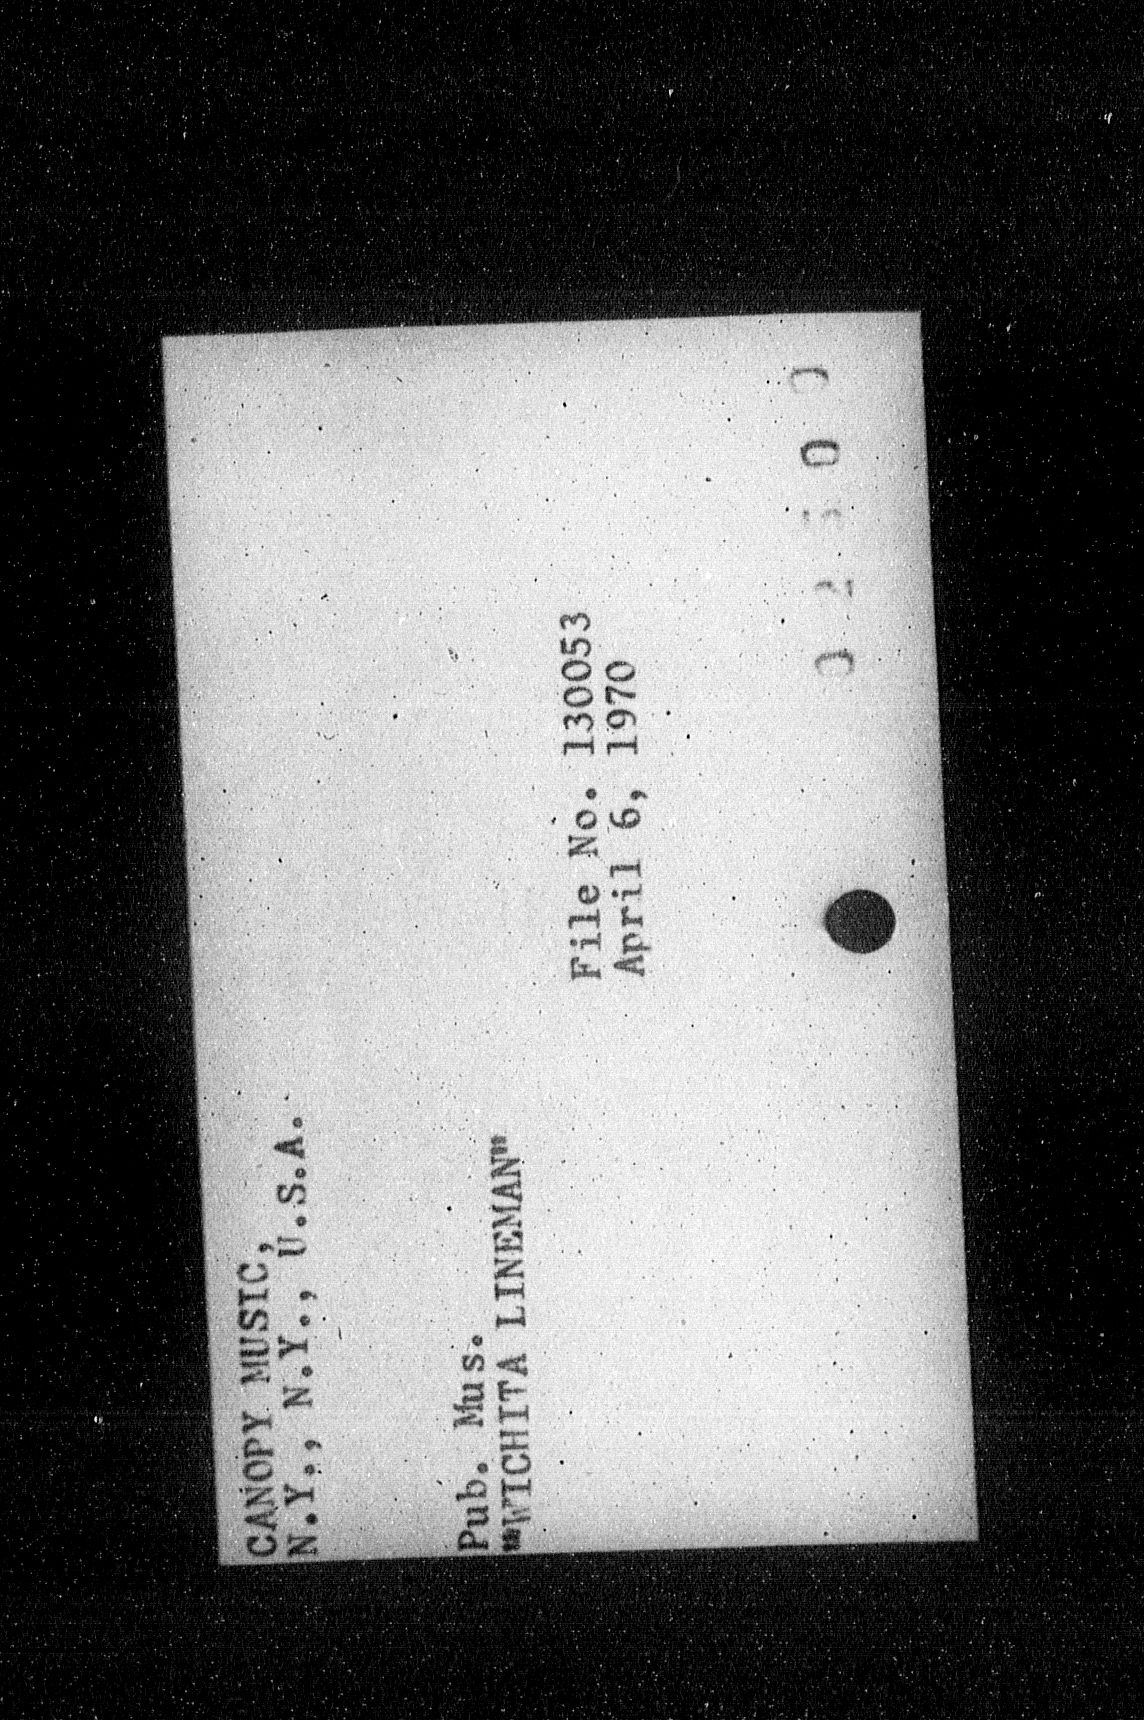 CANOPY MUSIC,
N.Y., N.Y., U.S.A.
Pub. Mus.
"WICHITA LINEMAN"
File No. 130053
April 6, 1970